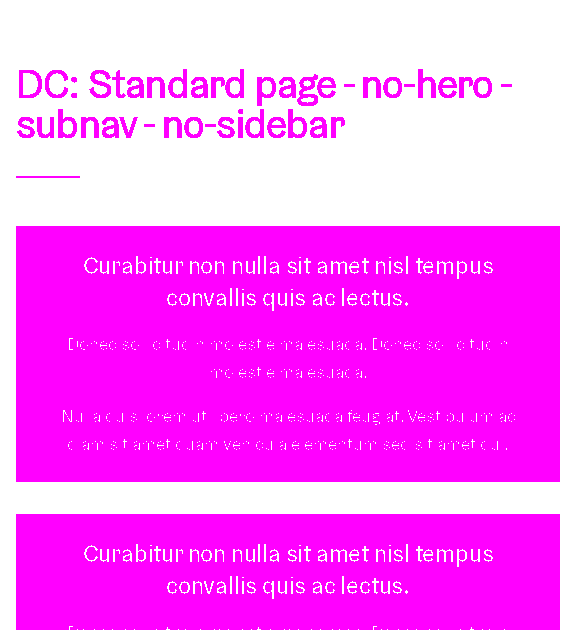 DC: Standard page - no-hero -
subnav - no-sidebar
Curabitur non nulla sit amet nisl tempus
convallis quis ac lectus.
Donec sollicitudin molestie malesuada. Donec sollicitudin
molestie malesuada.
Nulla quis lorem ut libero malesuada feugiat. Vestibulum ac
diam sit amet quam vehicula elementum sed sit amet dui.
Curabitur non nulla sit amet nisl tempus
convallis quis ac lectus.